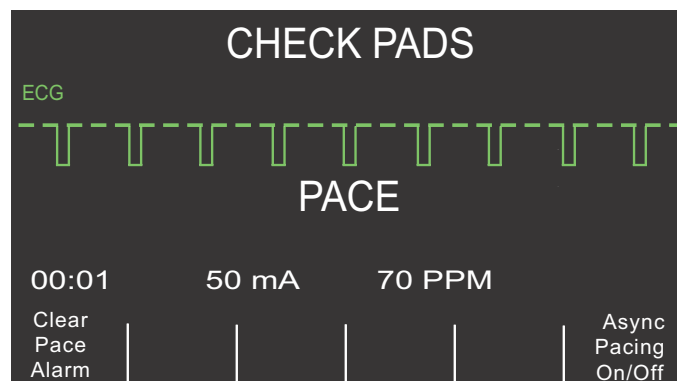 CHECK PADS
ECG
PACE
00:01 50 mA 70 PPM
Clear
Pace
Alarm
Async
Pacing
On/Off